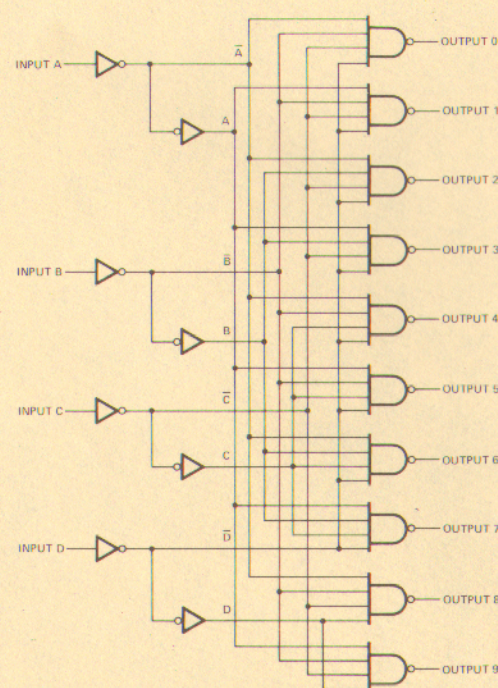 OUTPUT 0
A̅
INPUT A
A
OUTPUT 1
OUTPUT 2
OUTPUT 3
B̅
INPUT B
OUTPUT 4
B
OUTPUT 5
C̅
INPUT C
C
OUTPUT 6
OUTPUT 7
D̅
INPUT D
OUTPUT 8
D
OUTPUT 9